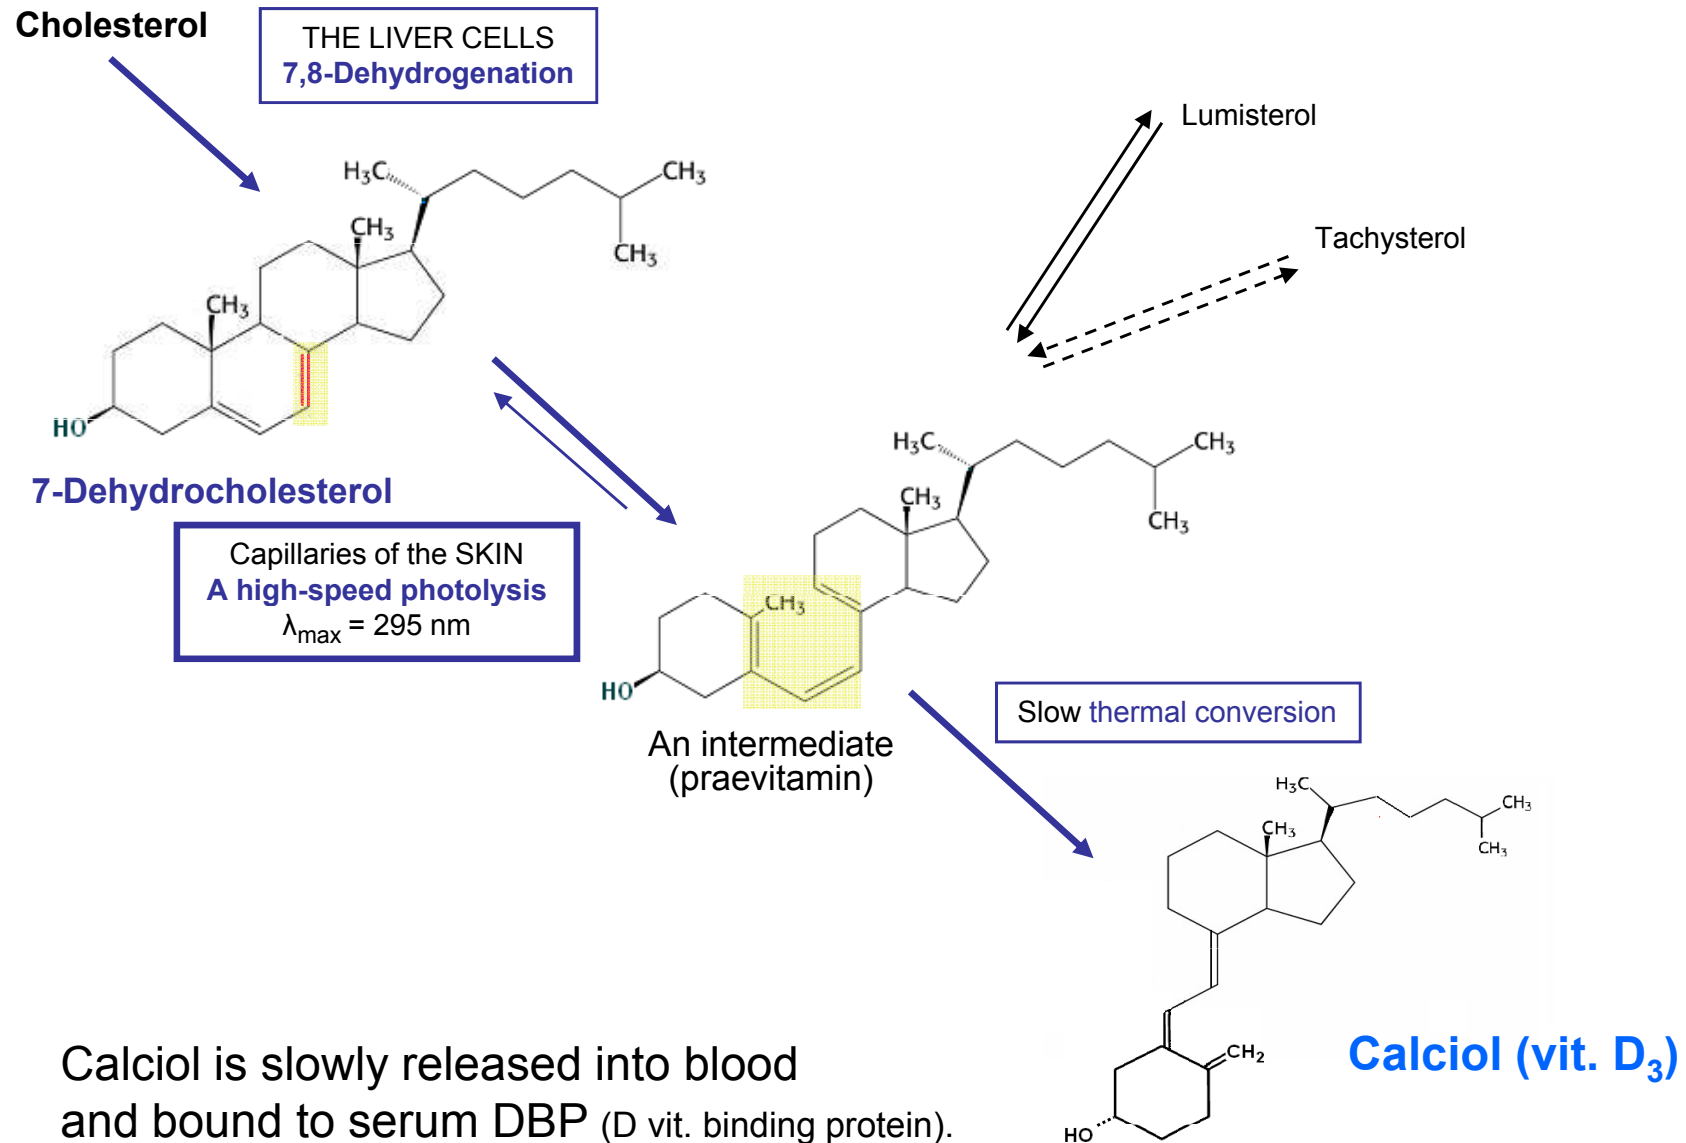 Cholesterol
THE LIVER CELLS
7,8-Dehydrogenation
Lumisterol
Tachysterol
H₃C
CH₃
CH₃
CH₃
CH₃
HO
7-Dehydrocholesterol
Capillaries of the SKIN
A high-speed photolysis
λmax = 295 nm
H₃C
CH₃
CH₃
CH₃
CH₃
HO
An intermediate
(praevitamin)
Slow thermal conversion
H₃C
CH₃
CH₃
CH₃
CH₂
HO
Calciol (vit. D₃)
Calciol is slowly released into blood
and bound to serum DBP (D vit. binding protein).